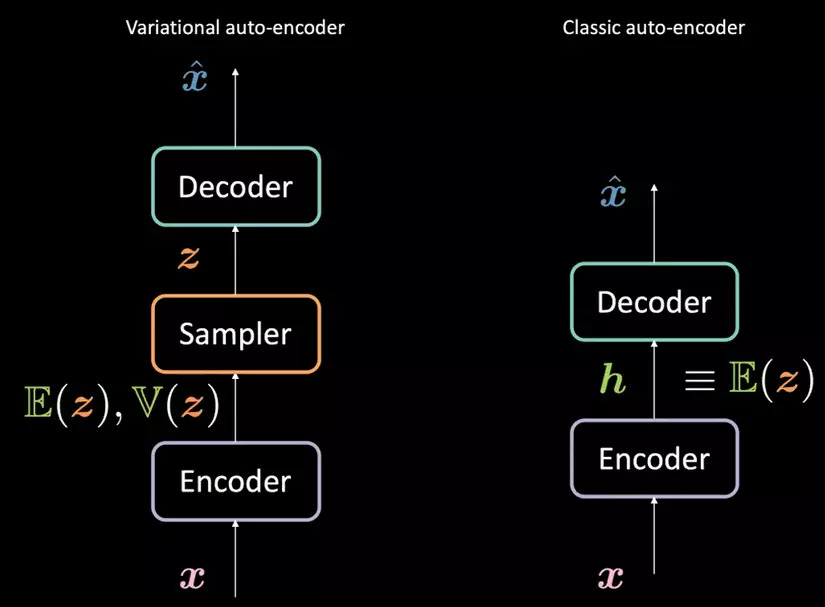 Variational auto-encoder
x̂
Decoder
z
Sampler
𝔼(z), 𝕍(z)
Encoder
x
Classic auto-encoder
x̂
Decoder
h ≡ 𝔼(z)
Encoder
x